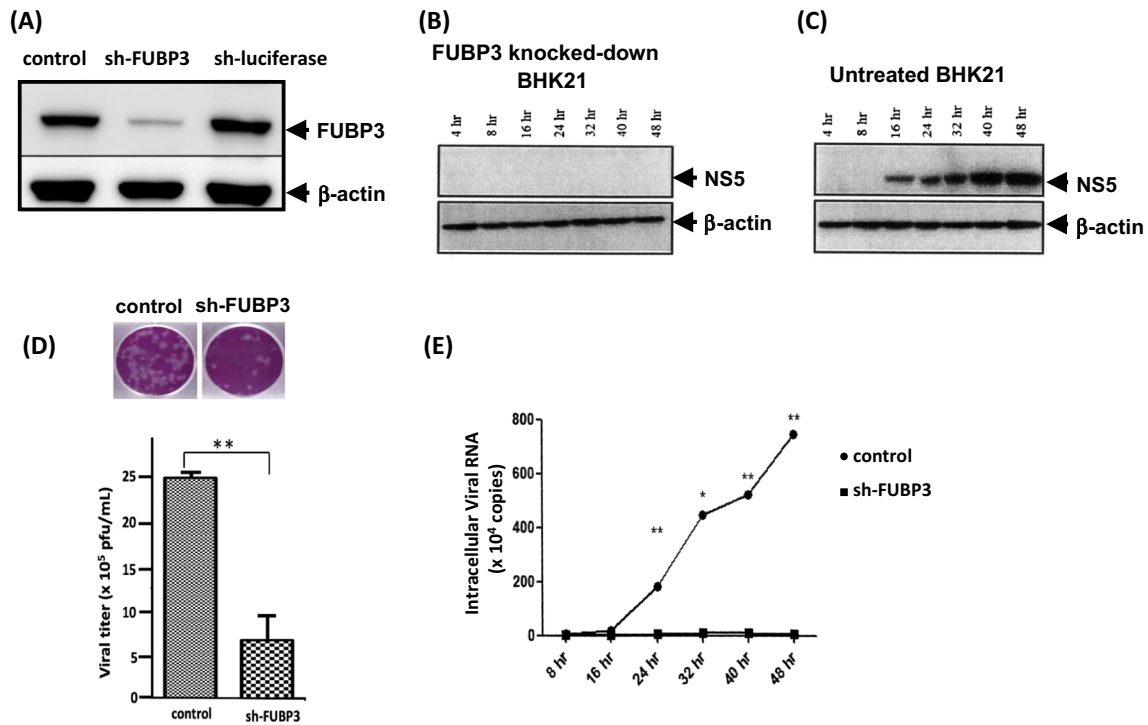 (A)
control sh-FUBP3 sh-luciferase
FUBP3
β-actin
(B)
FUBP3 knocked-down
BHK21
4 hr 8 hr 16 hr 24 hr 32 hr 40 hr 48 hr
NS5
β-actin
(C)
Untreated BHK21
4 hr 8 hr 16 hr 24 hr 32 hr 40 hr 48 hr
NS5
β-actin
(D)
control sh-FUBP3
**
Viral titer (x 10⁵ pfu/mL)
25
20
15
10
5
0
control sh-FUBP3
(E)
Intracellular Viral RNA
(x 10⁴ copies)
800
600
400
200
0
** * ** **
8 hr 16 hr 24 hr 32 hr 40 hr 48 hr
control
sh-FUBP3